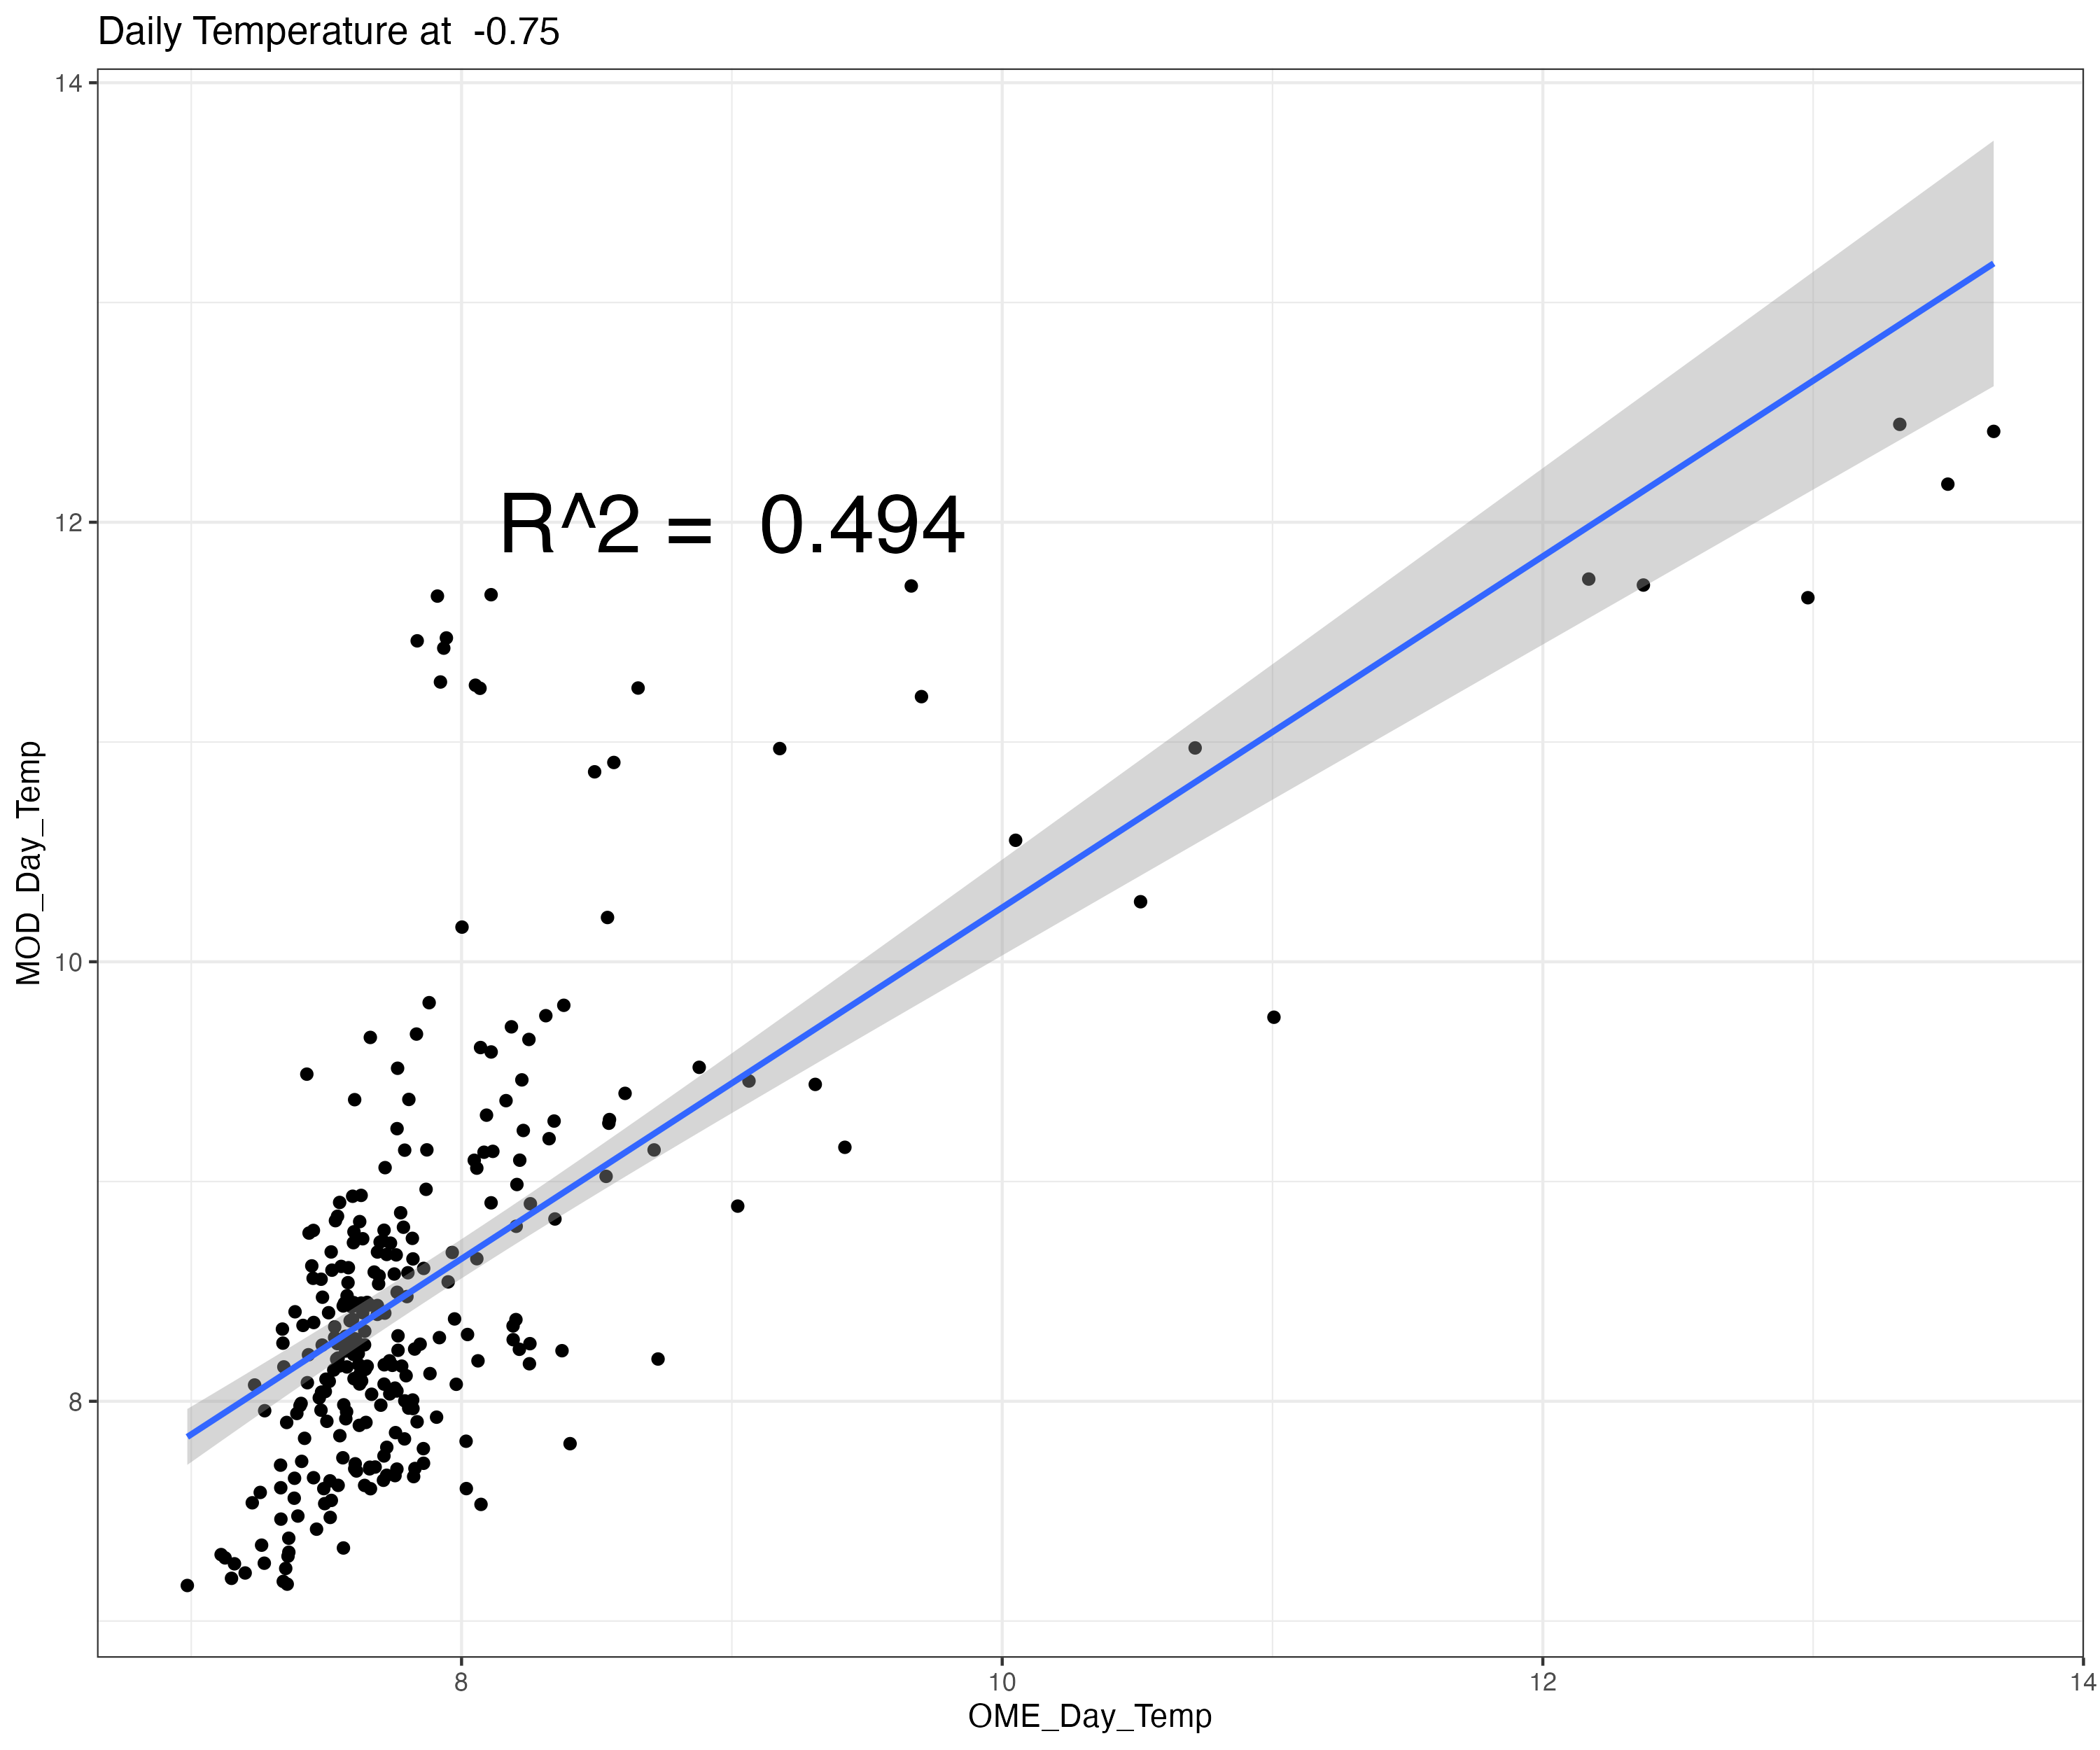 Daily Temperature at  -0.75
14
12
10
8
R^2 =  0.494
MOD_Day_Temp
8
10
12
14
OME_Day_Temp